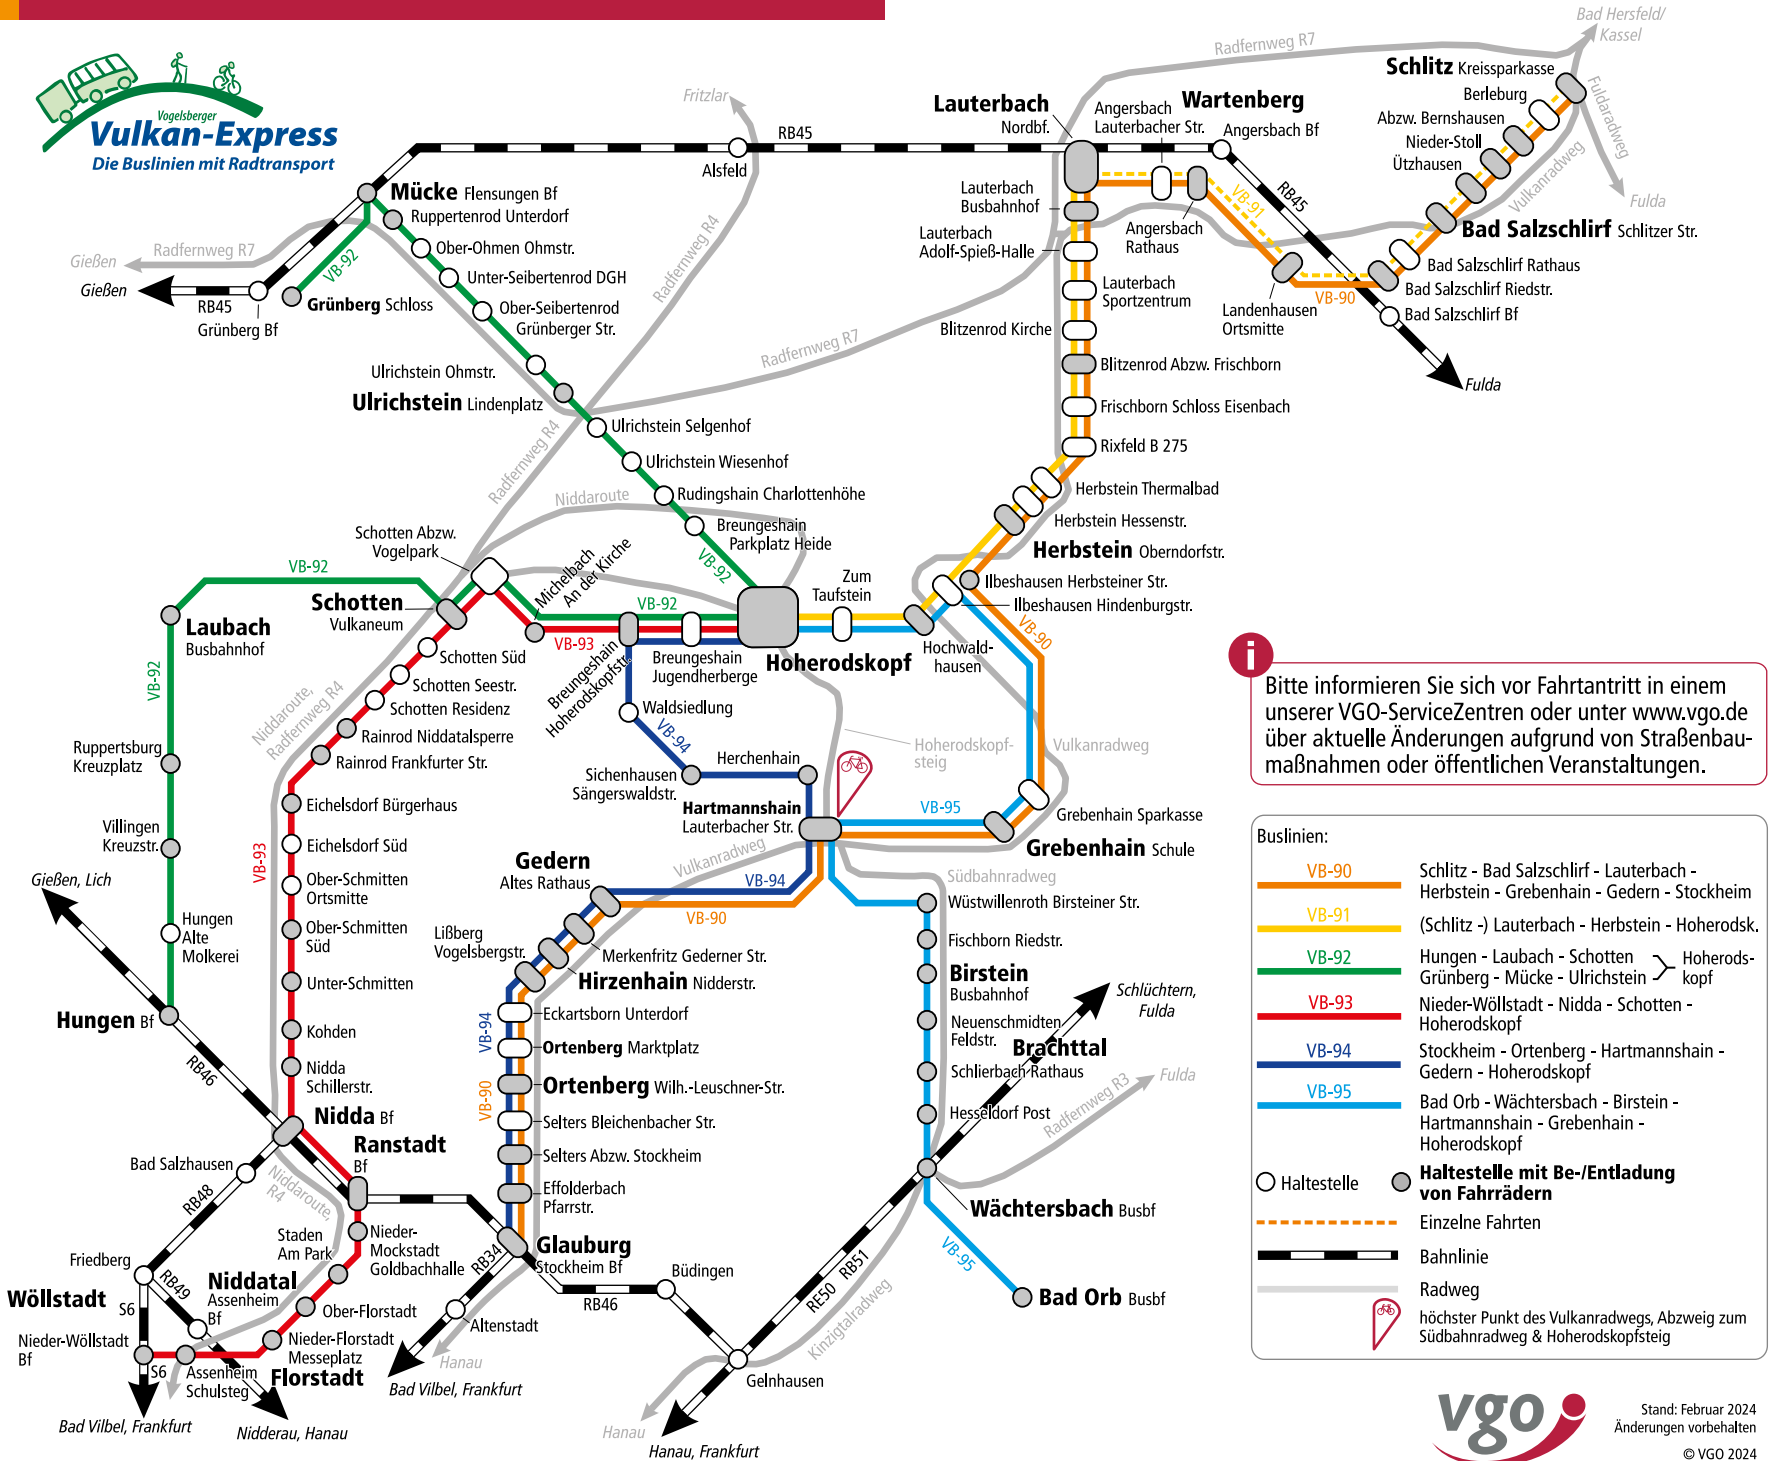 Vogelsberger
Vulkan-Express
Die Buslinien mit Radtransport
Bad Hersfeld/
Kassel
Radfernweg R7
Fuldaradweg
Fulda
Vulkanradweg
Schlitz Kreissparkasse
Berleburg
Abzw. Bernshausen
Nieder-Stoll
Ützhausen
Bad Salzschlirf Schlitzer Str.
Bad Salzschlirf Rathaus
Bad Salzschlirf Riedstr.
Bad Salzschlirf Bf
Fulda
VB-90
VB-91
RB45
Landenhausen
Ortsmitte
Angersbach
Rathaus
Angersbach
Lauterbacher Str.
Wartenberg
Angersbach Bf
Lauterbach
Nordbf.
Lauterbach
Busbahnhof
Lauterbach
Adolf-Spieß-Halle
Lauterbach
Sportzentrum
Blitzenrod Kirche
Blitzenrod Abzw. Frischborn
Frischborn Schloss Eisenbach
Rixfeld B 275
Herbstein Thermalbad
Herbstein Hessenstr.
Herbstein Oberndorfstr.
Ilbeshausen Herbsteiner Str.
Ilbeshausen Hindenburgstr.
VB-90
Hochwald-
hausen
Zum
Taufstein
Hoherodskopf
Fritzlar
RB45
Alsfeld
Radfernweg R4
Radfernweg R7
Radfernweg R4
Niddaroute
Mücke Flensungen Bf
Ruppertenrod Unterdorf
Ober-Ohmen Ohmstr.
Unter-Seibertenrod DGH
Ober-Seibertenrod
Grünberger Str.
Ulrichstein Ohmstr.
Ulrichstein Lindenplatz
Ulrichstein Selgenhof
Ulrichstein Wiesenhof
Rudingshain Charlottenhöhe
Breungeshain
Parkplatz Heide
VB-92
Radfernweg R7
Gießen
Gießen
RB45
Grünberg Bf
VB-92
Grünberg Schloss
Schotten Abzw.
Vogelpark
Michelbach
An der Kirche
VB-92
VB-92
VB-93
Schotten
Vulkaneum
Schotten Süd
Schotten Seestr.
Schotten Residenz
Rainrod Niddatalsperre
Rainrod Frankfurter Str.
Eichelsdorf Bürgerhaus
Eichelsdorf Süd
Ober-Schmitten
Ortsmitte
Ober-Schmitten
Süd
Unter-Schmitten
Kohden
Nidda
Schillerstr.
Nidda Bf
VB-93
Niddaroute,
Radfernweg R4
Laubach
Busbahnhof
VB-92
Ruppertsburg
Kreuzplatz
Villingen
Kreuzstr.
Hungen
Alte
Molkerei
Hungen Bf
Gießen, Lich
RB46
Breungeshain
Hoherodskopfstr.
Breungeshain
Jugendherberge
Waldsiedlung
VB-94
Sichenhausen
Sängerswaldstr.
Herchenhain
Hartmannshain
Lauterbacher Str.
Hoherodskopf-
steig
Vulkanradweg
VB-95
Grebenhain Sparkasse
Grebenhain Schule
Vulkanradweg
VB-94
VB-90
Gedern
Altes Rathaus
Lißberg
Vogelsbergstr.
Merkenfritz Gederner Str.
Hirzenhain Nidderstr.
Eckartsborn Unterdorf
Ortenberg Marktplatz
Ortenberg Wilh.-Leuschner-Str.
Selters Bleichenbacher Str.
Selters Abzw. Stockheim
Effolderbach
Pfarrstr.
VB-94
VB-90
Glauburg
Stockheim Bf
Südbahnradweg
Wüstwillenroth Birsteiner Str.
Fischborn Riedstr.
Birstein
Busbahnhof
Neuenschmidten
Feldstr.
Brachttal
Schlierbach Rathaus
Hesseldorf Post
Schlüchtern,
Fulda
Radfernweg R3
Fulda
Wächtersbach Busbf
VB-95
Bad Orb Busbf
RE50
RB51
Kinzigtalradweg
Gelnhausen
Hanau
Hanau, Frankfurt
Büdingen
RB46
RB34
Altenstadt
Hanau
Bad Vilbel, Frankfurt
Ranstadt
Bf
Bad Salzhausen
RB48
Niddaroute,
R4
Nieder-
Mockstadt
Goldbachhalle
Staden
Am Park
Ober-Florstadt
Nieder-Florstadt
Messeplatz
Florstadt
Friedberg
RB49
Niddatal
Assenheim
Bf
Wöllstadt
S6
Nieder-Wöllstadt
Bf
S6
Assenheim
Schulsteg
Bad Vilbel, Frankfurt
Nidderau, Hanau
i
Bitte informieren Sie sich vor Fahrtantritt in einem
unserer VGO-ServiceZentren oder unter www.vgo.de
über aktuelle Änderungen aufgrund von Straßenbau-
maßnahmen oder öffentlichen Veranstaltungen.
Buslinien:
VB-90 Schlitz - Bad Salzschlirf - Lauterbach -
Herbstein - Grebenhain - Gedern - Stockheim
VB-91 (Schlitz -) Lauterbach - Herbstein - Hoherodsk.
VB-92 Hungen - Laubach - Schotten
Grünberg - Mücke - Ulrichstein
Hoherods-
kopf
VB-93 Nieder-Wöllstadt - Nidda - Schotten -
Hoherodskopf
VB-94 Stockheim - Ortenberg - Hartmannshain -
Gedern - Hoherodskopf
VB-95 Bad Orb - Wächtersbach - Birstein -
Hartmannshain - Grebenhain -
Hoherodskopf
Haltestelle
Haltestelle mit Be-/Entladung
von Fahrrädern
Einzelne Fahrten
Bahnlinie
Radweg
höchster Punkt des Vulkanradwegs, Abzweig zum
Südbahnradweg & Hoherodskopfsteig
vgo
Stand: Februar 2024
Änderungen vorbehalten
© VGO 2024